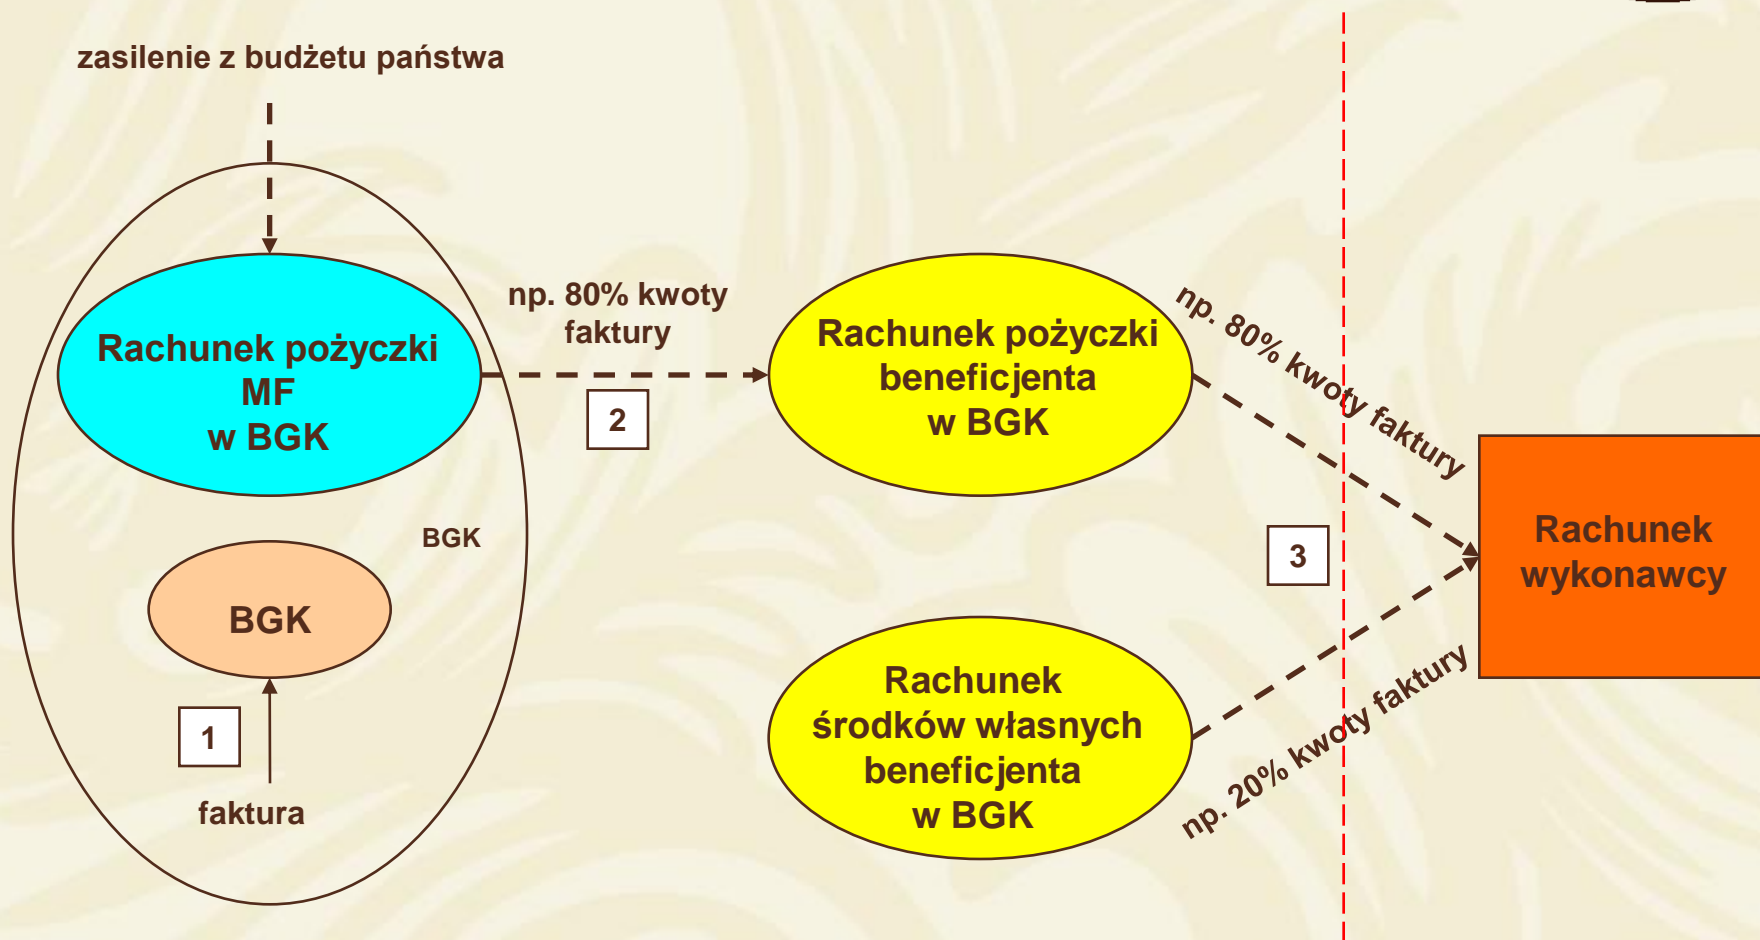 zasilenie z budżetu państwa
Rachunek pożyczki
MF
w BGK
np. 80% kwoty
faktury
2
Rachunek pożyczki
beneficjenta
w BGK
np. 80% kwoty faktury
BGK
BGK
1
faktura
3
Rachunek
środków własnych
beneficjenta
w BGK
np. 20% kwoty faktury
Rachunek
wykonawcy